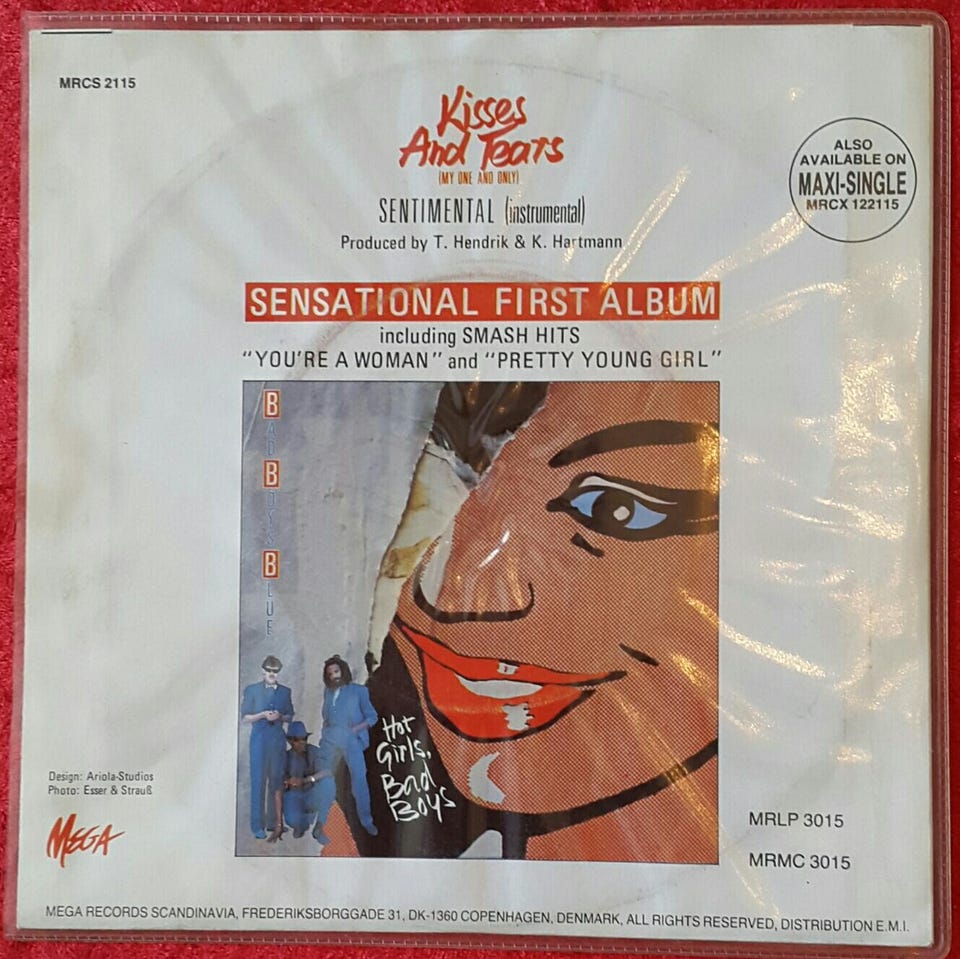 MRCS 2115
Kisses
And Tears
(MY ONE AND ONLY)
SENTIMENTAL (instrumental)
Produced by T. Hendrik & K. Hartmann
ALSO
AVAILABLE ON
MAXI-SINGLE
MRCX 122115
SENSATIONAL FIRST ALBUM
including SMASH HITS
"YOU'RE A WOMAN" and "PRETTY YOUNG GIRL"
BAD BOYS BLUE
Hot
Girls,
Bad
Boys
Design: Ariola-Studios
Photo: Esser & Strauß
MEGA
MRLP 3015
MRMC 3015
MEGA RECORDS SCANDINAVIA, FREDERIKSBORGGADE 31, DK-1360 COPENHAGEN, DENMARK, ALL RIGHTS RESERVED, DISTRIBUTION E.M.I.